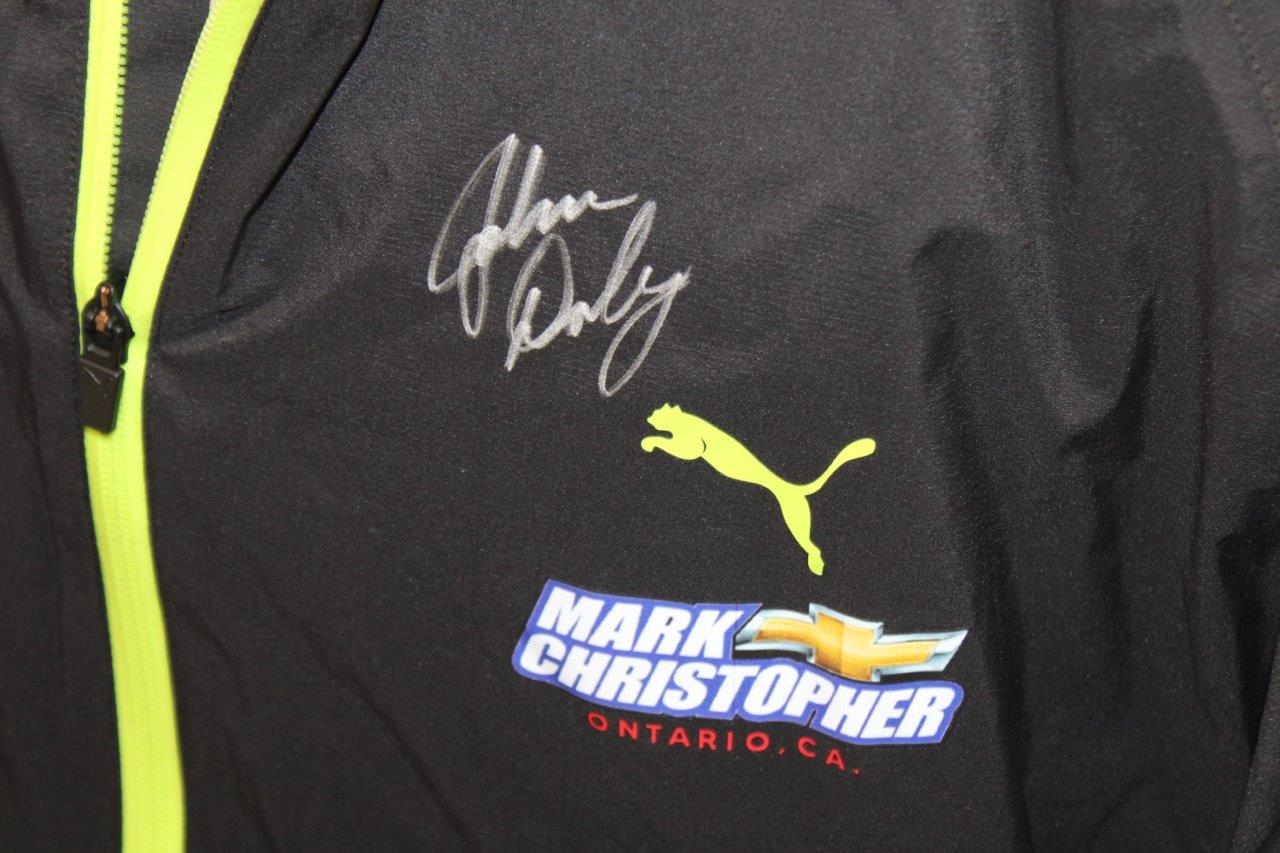 John
Daly
MARK
CHRISTOPHER
ONTARIO, CA.